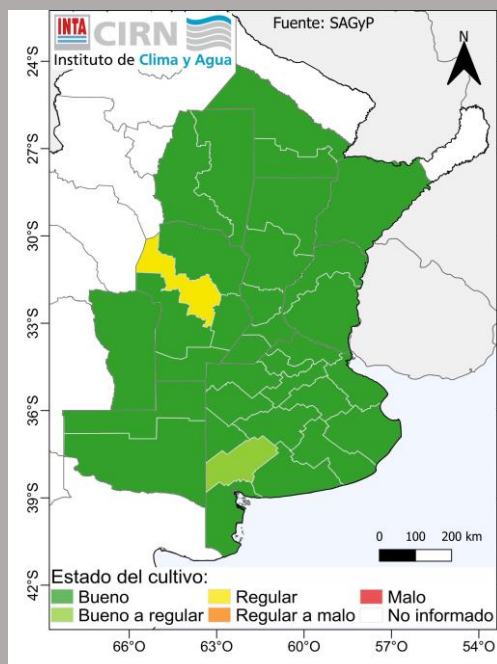 INTA CIRN
Instituto de Clima y Agua
Fuente: SAGyP
N
24°S
27°S
30°S
33°S
36°S
39°S
42°S
0 100 200 km
Estado del cultivo:
Bueno Regular Malo
Bueno a regular Regular a malo No informado
66°O 63°O 60°O 57°O 54°O